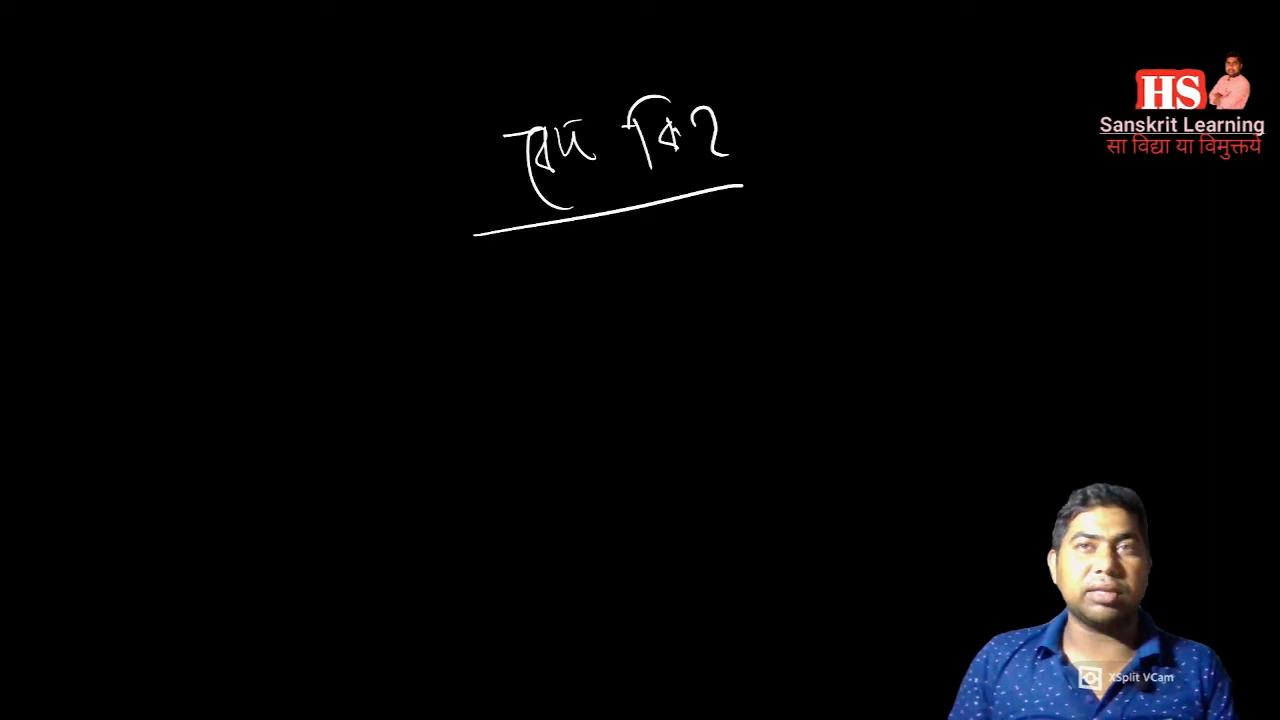 বেদ কি?
HS
Sanskrit Learning
सा विद्या या विमुक्तये
XSplit VCam